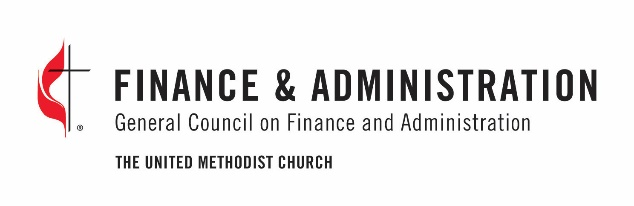 FINANCE & ADMINISTRATION
General Council on Finance and Administration
THE UNITED METHODIST CHURCH
®